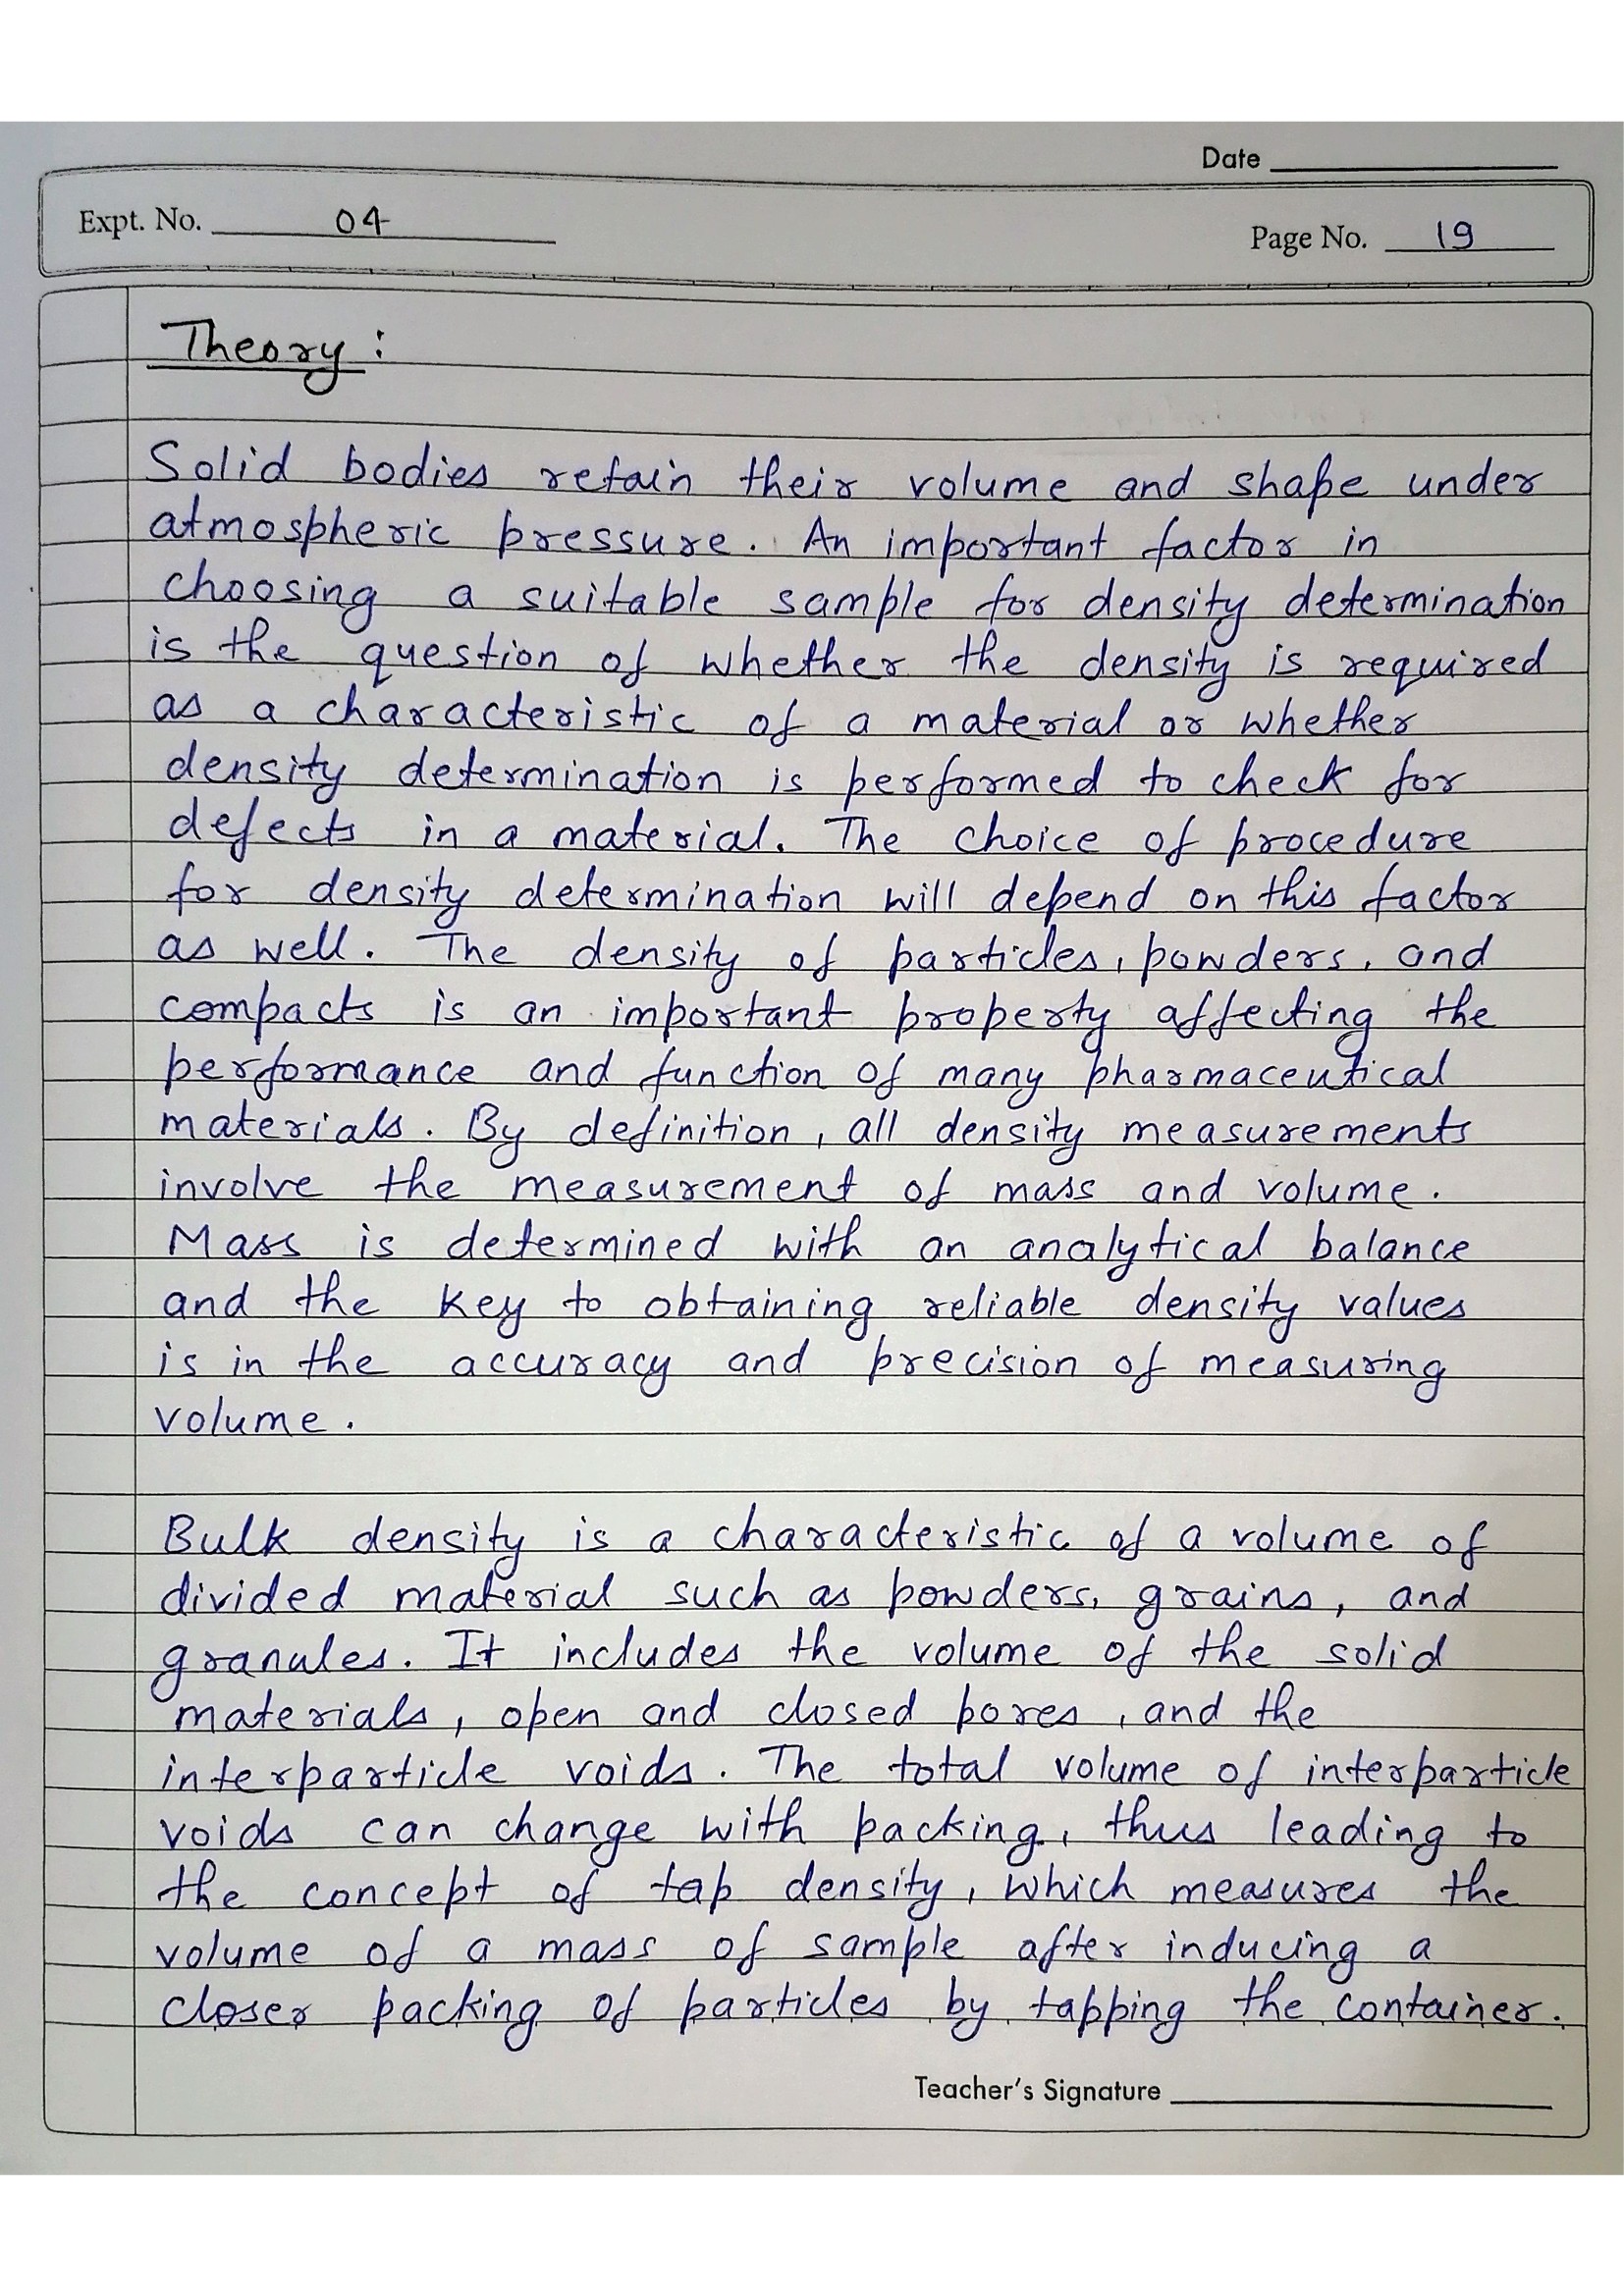 Date
Expt. No. 04
Page No. 19
Theory :
Solid bodies retain their volume and shape under
atmospheric pressure. An important factor in
choosing a suitable sample for density determination
is the question of whether the density is required
as a characteristic of a material or whether
density determination is performed to check for
defects in a material. The choice of procedure
for density determination will depend on this factor
as well. The density of particles, powders, and
compacts is an important property affecting the
performance and function of many pharmaceutical
materials. By definition, all density measurements
involve the measurement of mass and volume.
Mass is determined with an analytical balance
and the key to obtaining reliable density values
is in the accuracy and precision of measuring
volume.
Bulk density is a characteristic of a volume of
divided material such as powders, grains, and
granules. It includes the volume of the solid
materials, open and closed pores, and the
interparticle voids. The total volume of interparticle
voids can change with packing, thus leading to
the concept of tap density, which measures the
volume of a mass of sample after inducing a
closer packing of particles by tapping the container.
Teacher's Signature